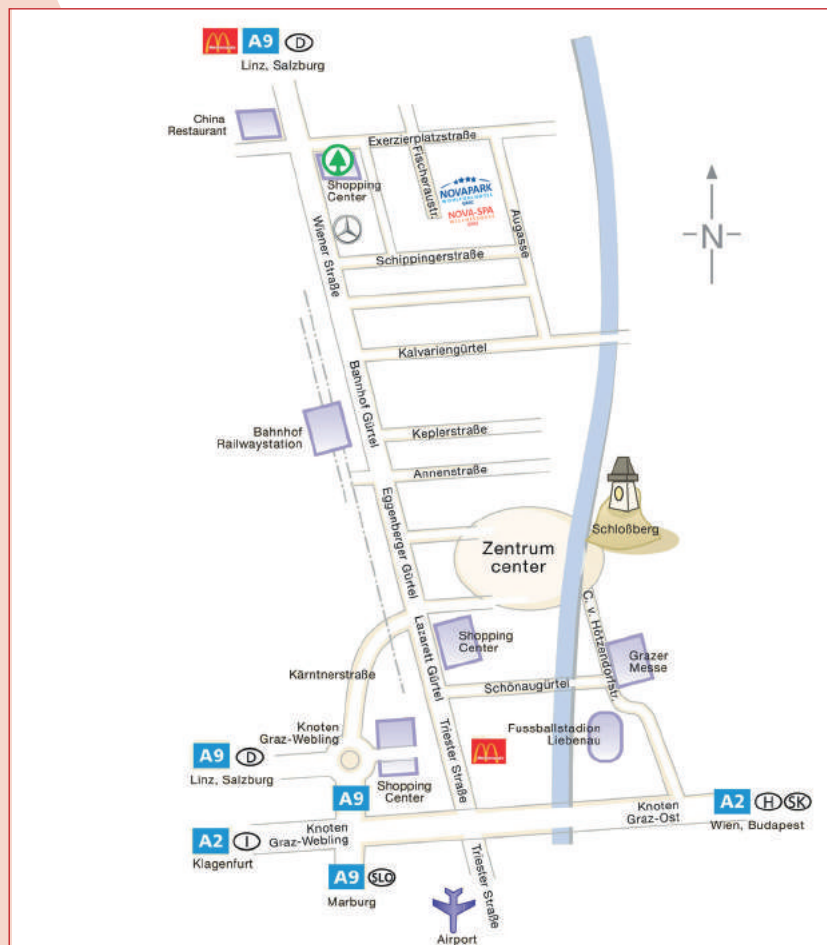 A9 D
Linz, Salzburg
China
Restaurant
Exerzierplatzstraße
Shopping
Center
Fischeraustr.
NOVAPARK
NOVA-SPA
Augasse
N
Wiener Straße
Schippingerstraße
Kalvariengürtel
Bahnhof Gürtel
Keplerstraße
Bahnhof
Railwaystation
Annenstraße
Eggenberger Gürtel
Schloßberg
Zentrum
center
C. v. Hötzendorfstr.
Lazarett Gürtel
Shopping
Center
Grazer
Messe
Kärntnerstraße
Schönaugürtel
Knoten
Graz-Webling
Triester Straße
Fussballstadion
Liebenau
A9 D
Linz, Salzburg
Shopping
Center
A9
Knoten
Graz-Ost
A2 H SK
Wien, Budapest
A2 I
Klagenfurt
Knoten
Graz-Webling
A9 SLO
Marburg
Triester Straße
Airport